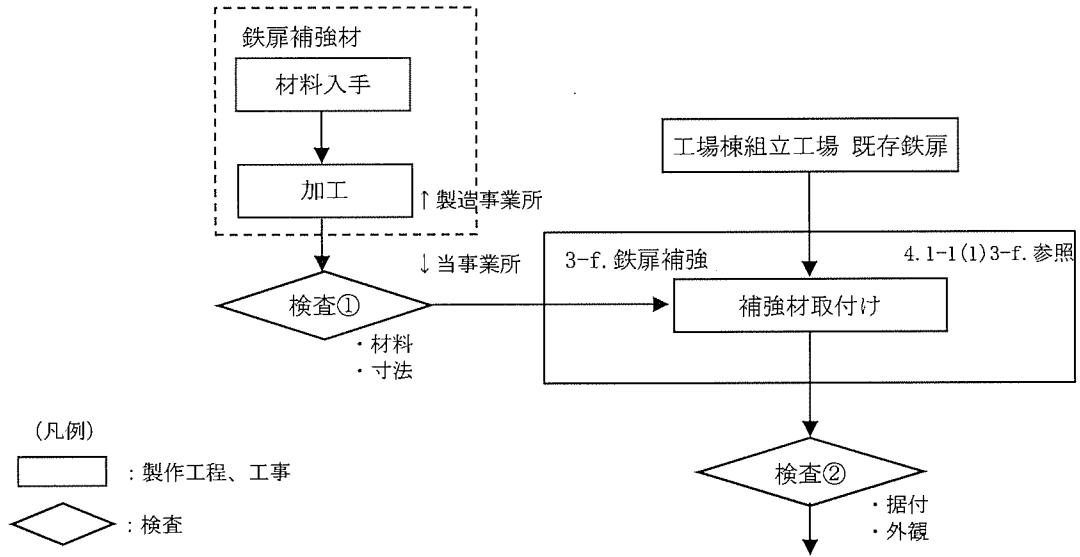 鉄扉補強材
材料入手
工場棟組立工場 既存鉄扉
加工
↑製造事業所
↓当事業所
3-f.鉄扉補強
4.1-1(1)3-f.参照
検査①
補強材取付け
・材料
・寸法
(凡例)
：製作工程、工事
検査②
・据付
・外観
：検査